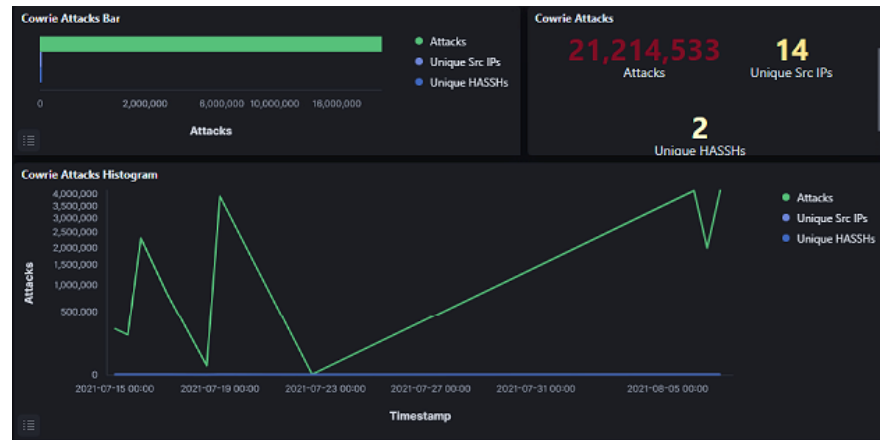 Cowrie Attacks Bar
Attacks
Unique Src IPs
Unique HASSHs
0 2,000,000 6,000,000 10,000,000 16,000,000
Attacks
Cowrie Attacks
21,214,533
Attacks
14
Unique Src IPs
2
Unique HASSHs
Cowrie Attacks Histogram
4,000,000
3,500,000
3,000,000
2,500,000
2,000,000
1,500,000
1,000,000
500,000
0
Attacks
2021-07-15 00:00 2021-07-19 00:00 2021-07-23 00:00 2021-07-27 00:00 2021-07-31 00:00 2021-08-05 00:00
Timestamp
Attacks
Unique Src IPs
Unique HASSHs